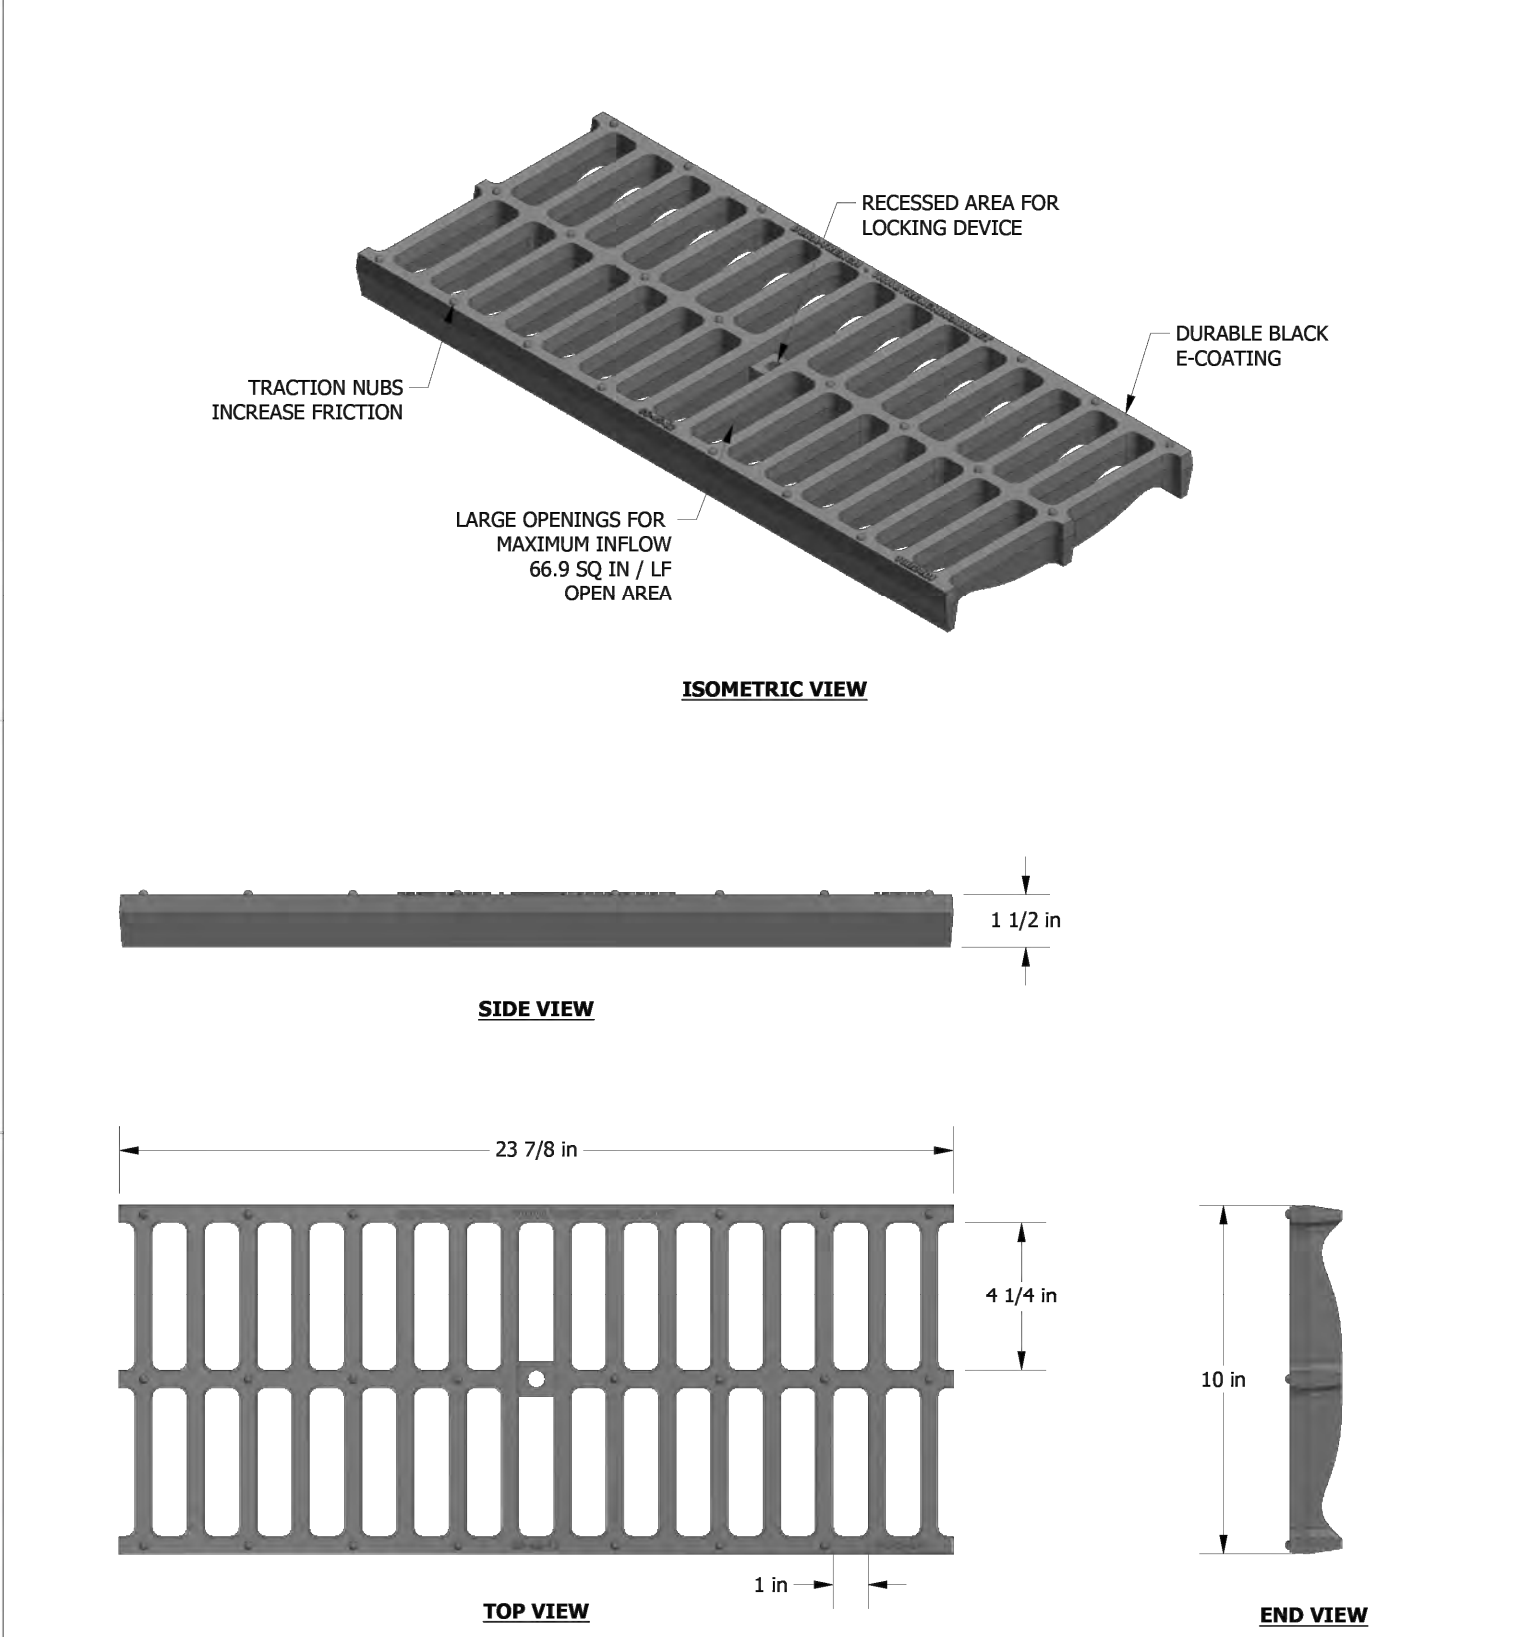 RECESSED AREA FOR
LOCKING DEVICE
DURABLE BLACK
E-COATING
TRACTION NUBS
INCREASE FRICTION
LARGE OPENINGS FOR
MAXIMUM INFLOW
66.9 SQ IN / LF
OPEN AREA
ISOMETRIC VIEW
1 1/2 in
SIDE VIEW
23 7/8 in
4 1/4 in
10 in
1 in
TOP VIEW
END VIEW